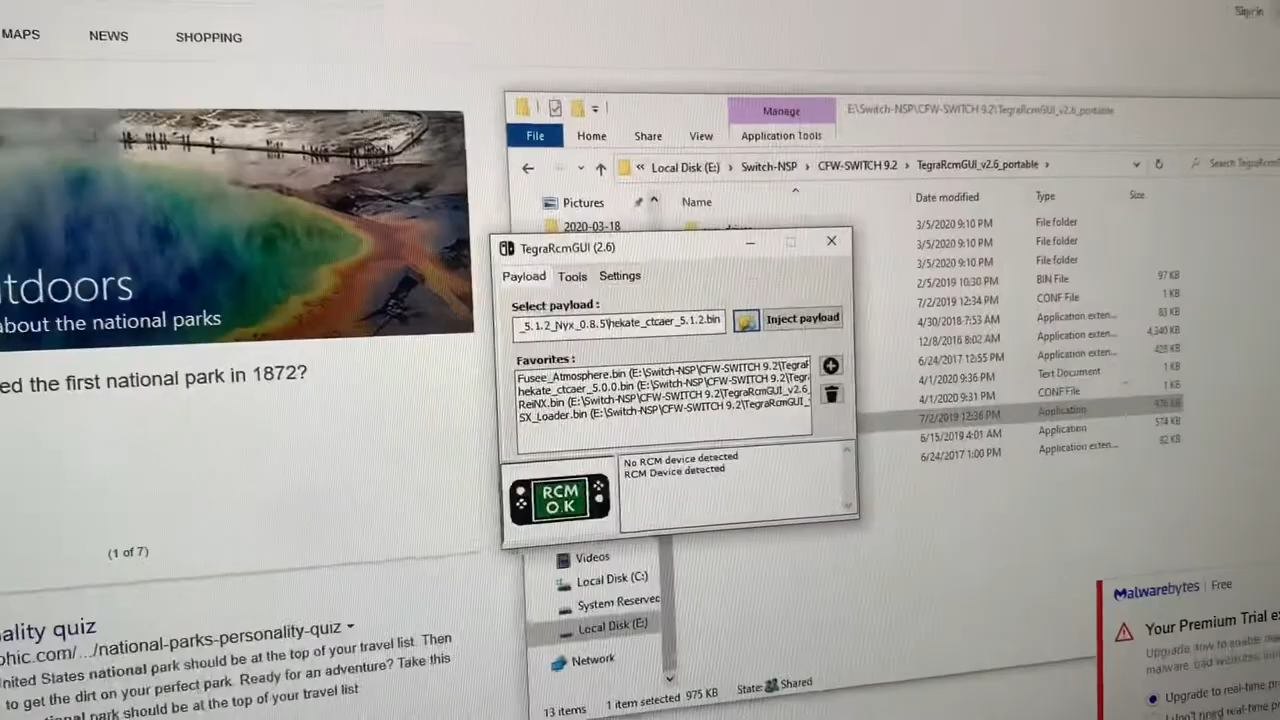 MAPS
NEWS
SHOPPING
Sign in
tdoors
about the national parks
ed the first national park in 1872?
(1 of 7)
ality quiz
phic.com/.../national-parks-personality-quiz
nited States national park should be at the top of your travel list. Then
to get the dirt on your perfect park. Ready for an adventure? Take this
park should be at the top of your travel list
Manage
E:\Switch-NSP\CFW-SWITCH 9.2\TegraRcmGUI_v2.6_portable
File
Home
Share
View
Application Tools
« Local Disk (E:) › Switch-NSP › CFW-SWITCH 9.2 › TegraRcmGUI_v2.6_portable ›
Search TegraRcm
Pictures
2020-03-18
Name
Date modified
Type
Size
3/5/2020 9:10 PM File folder
3/5/2020 9:10 PM File folder
3/5/2020 9:10 PM File folder
2/5/2019 10:30 PM BIN File 97 KB
7/2/2019 12:34 PM CONF File 1 KB
4/30/2018 7:53 AM Application exten... 83 KB
12/8/2016 8:02 AM Application exten... 4,340 KB
6/24/2017 12:55 PM Application exten... 428 KB
4/1/2020 9:36 PM Text Document 1 KB
4/1/2020 9:31 PM CONF File 1 KB
7/2/2019 12:36 PM Application 976 KB
6/15/2019 4:01 AM Application 574 KB
6/24/2017 1:00 PM Application exten... 82 KB
TegraRcmGUI (2.6)
Payload
Tools
Settings
Select payload :
_5.1.2_Nyx_0.8.5\hekate_ctcaer_5.1.2.bin
Inject payload
Favorites :
Fusee_Atmosphere.bin (E:\Switch-NSP\CFW-SWITCH 9.2\TegraR
hekate_ctcaer_5.0.0.bin (E:\Switch-NSP\CFW-SWITCH 9.2\Tegr
ReiNX.bin (E:\Switch-NSP\CFW-SWITCH 9.2\TegraRcmGUI_v2.6_
SX_Loader.bin (E:\Switch-NSP\CFW-SWITCH 9.2\TegraRcmGUI_
RCM
O.K
No RCM device detected
RCM Device detected
Videos
Local Disk (C:)
System Reserved
Local Disk (E:)
Network
13 items
1 item selected 975 KB
State: Shared
Malwarebytes | Free
Your Premium Trial e
Upgrade to real-time pr